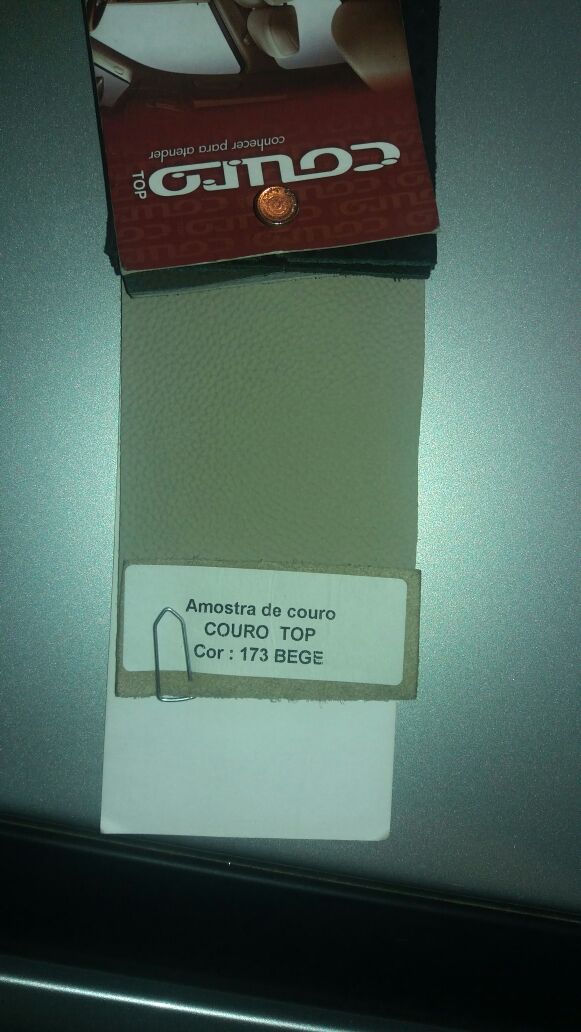 COURO
TOP
conhecer para atender
Amostra de couro
COURO TOP
Cor : 173 BEGE